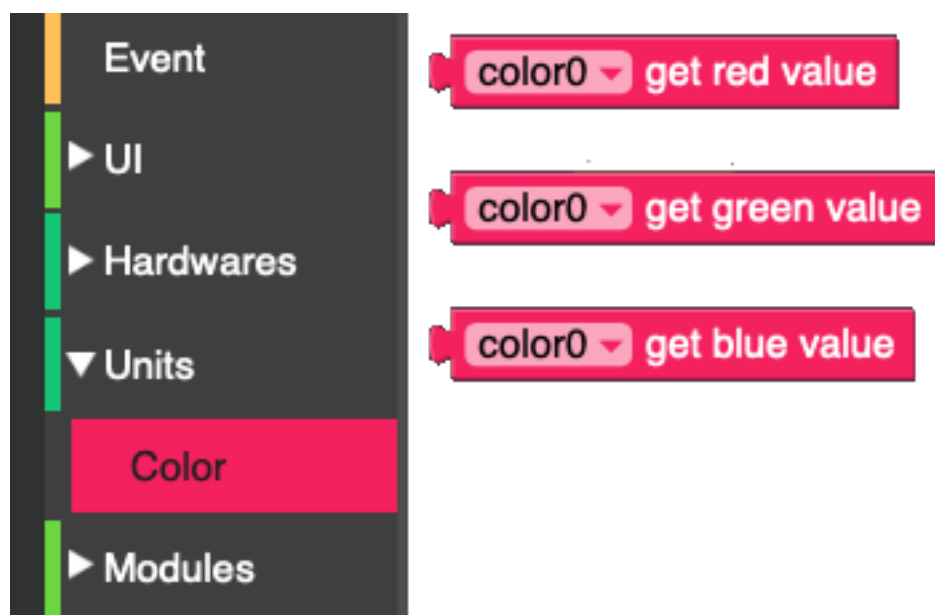 Event
UI
Hardwares
Units
Color
Modules
color0 get red value
color0 get green value
color0 get blue value